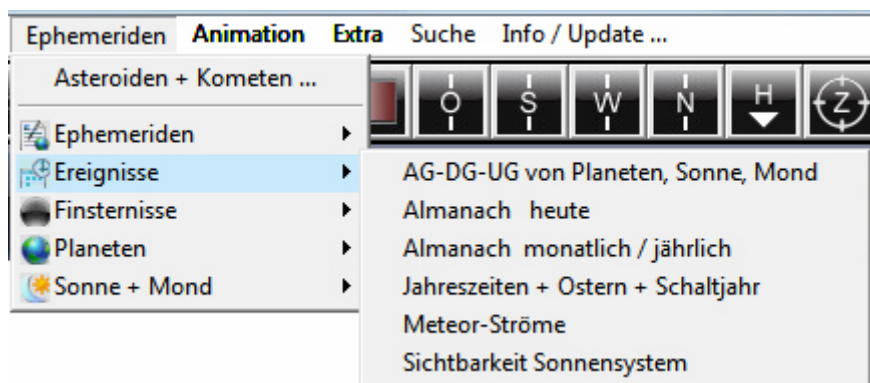 Ephemeriden Animation Extra Suche Info / Update ...
Asteroiden + Kometen ...
O S W N H Z
Ephemeriden
Ereignisse
Finsternisse
Planeten
Sonne + Mond
AG-DG-UG von Planeten, Sonne, Mond
Almanach heute
Almanach monatlich / jährlich
Jahreszeiten + Ostern + Schaltjahr
Meteor-Ströme
Sichtbarkeit Sonnensystem